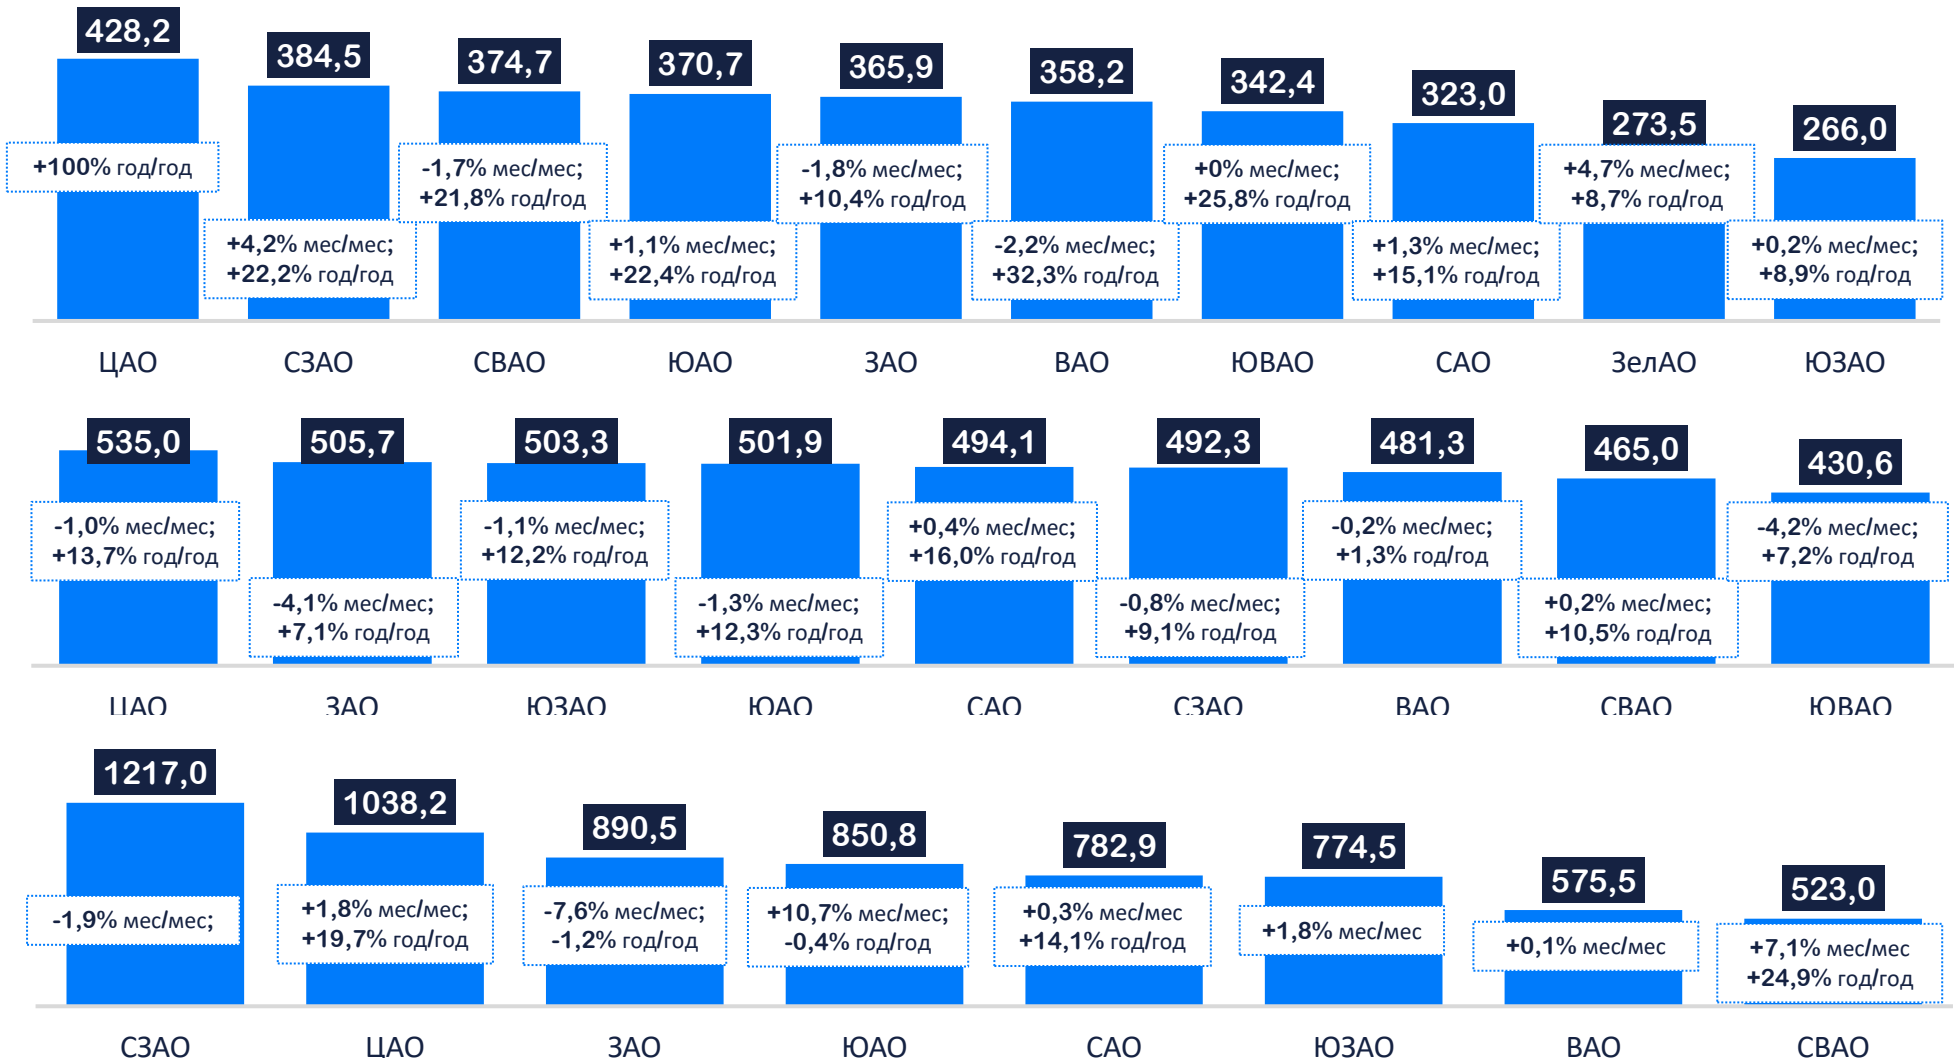 428,2
384,5
374,7
370,7
365,9
358,2
342,4
323,0
273,5
266,0
+100% год/год
+4,2% мес/мес;
+22,2% год/год
-1,7% мес/мес;
+21,8% год/год
+1,1% мес/мес;
+22,4% год/год
-1,8% мес/мес;
+10,4% год/год
-2,2% мес/мес;
+32,3% год/год
+0% мес/мес;
+25,8% год/год
+1,3% мес/мес;
+15,1% год/год
+4,7% мес/мес;
+8,7% год/год
+0,2% мес/мес;
+8,9% год/год
ЦАО
СЗАО
СВАО
ЮАО
ЗАО
ВАО
ЮВАО
САО
ЗелАО
ЮЗАО
535,0
505,7
503,3
501,9
494,1
492,3
481,3
465,0
430,6
-1,0% мес/мес;
+13,7% год/год
-4,1% мес/мес;
+7,1% год/год
-1,1% мес/мес;
+12,2% год/год
-1,3% мес/мес;
+12,3% год/год
+0,4% мес/мес;
+16,0% год/год
-0,8% мес/мес;
+9,1% год/год
-0,2% мес/мес;
+1,3% год/год
+0,2% мес/мес;
+10,5% год/год
-4,2% мес/мес;
+7,2% год/год
ЦАО
ЗАО
ЮЗАО
ЮАО
САО
СЗАО
ВАО
СВАО
ЮВАО
1217,0
1038,2
890,5
850,8
782,9
774,5
575,5
523,0
-1,9% мес/мес;
+1,8% мес/мес;
+19,7% год/год
-7,6% мес/мес;
-1,2% год/год
+10,7% мес/мес;
-0,4% год/год
+0,3% мес/мес
+14,1% год/год
+1,8% мес/мес
+0,1% мес/мес
+7,1% мес/мес
+24,9% год/год
СЗАО
ЦАО
ЗАО
ЮАО
САО
ЮЗАО
ВАО
СВАО